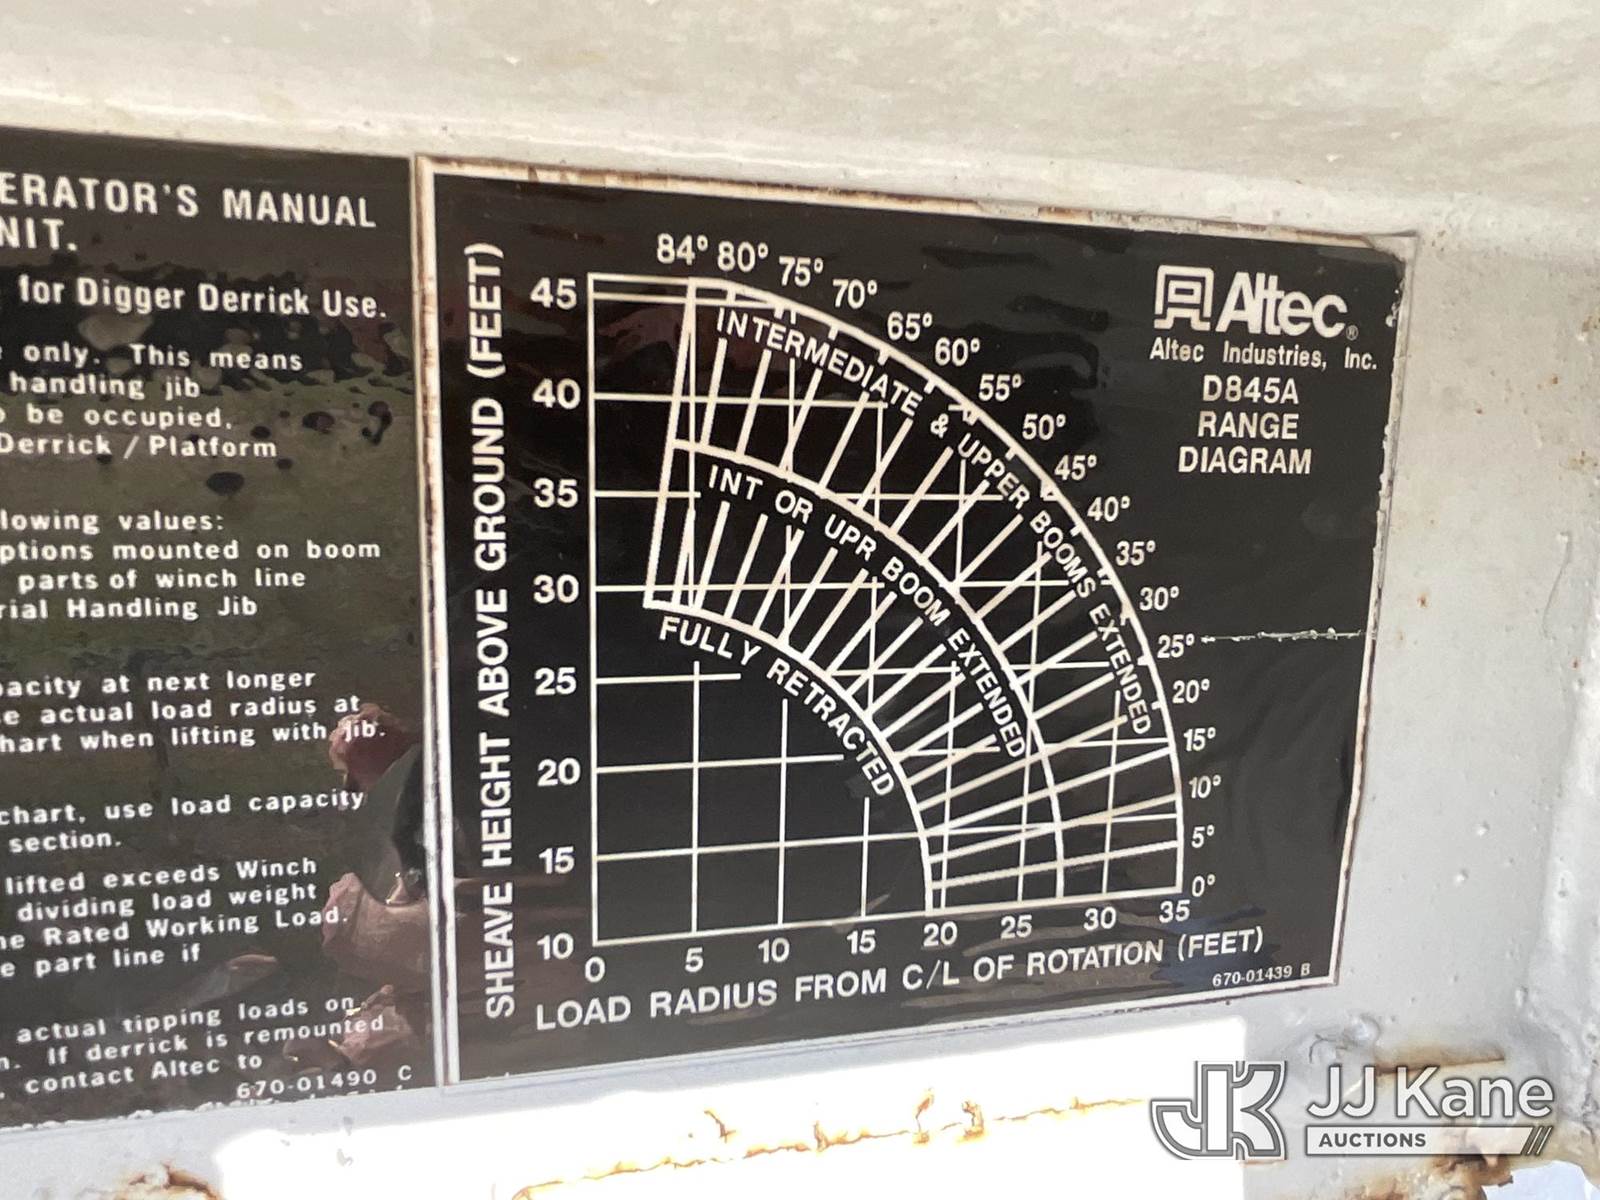 ERATOR'S MANUAL
NIT.
for Digger Derrick Use.
only. This means
handling jib
be occupied,
Derrick / Platform
lowing values:
ptions mounted on boom
parts of winch line
rial Handling Jib
pacity at next longer
e actual load radius at
hart when lifting with jib.
chart, use load capacity
section.
lifted exceeds Winch
dividing load weight
he Rated Working Load.
e part line if
actual tipping loads on
n. If derrick is remounted
, contact Altec to
670-01490 C
Altec®
Altec Industries, Inc.
D845A
RANGE
DIAGRAM
SHEAVE HEIGHT ABOVE GROUND (FEET)
45
40
35
30
25
20
15
10
84° 80° 75° 70° 65° 60° 55° 50° 45° 40° 35° 30° 25° 20° 15° 10° 5° 0°
INTERMEDIATE & UPPER BOOMS EXTENDED
INT OR UPR BOOM EXTENDED
FULLY RETRACTED
0 5 10 15 20 25 30 35
LOAD RADIUS FROM C/L OF ROTATION (FEET)
670-01439 B
JK JJ Kane
AUCTIONS